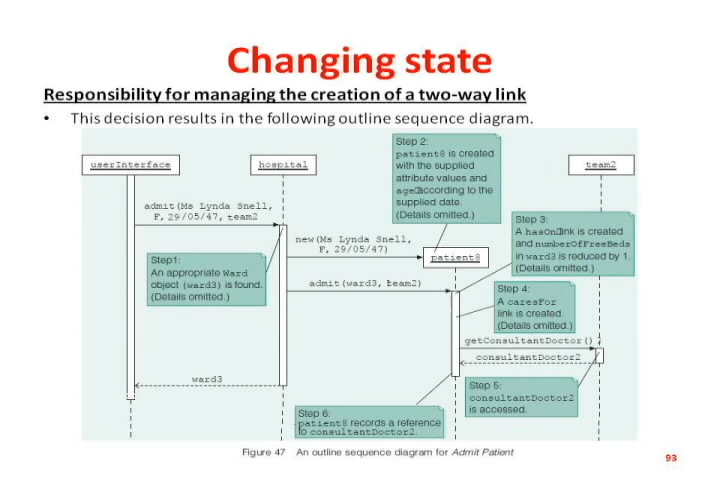 Changing state
Responsibility for managing the creation of a two-way link
• This decision results in the following outline sequence diagram.
Step 2:
patient8 is created
with the supplied
attribute values and
age according to the
supplied date.
(Details omitted.)
userInterface
hospital
team2
admit(Ms Lynda Snell,
F, 29/05/47, team2
Step 3:
A hasOn link is created
and numberOfFreeBeds
in ward3 is reduced by 1.
(Details omitted.)
new(Ms Lynda Snell,
F, 29/05/47)
patient8
Step1:
An appropriate Ward
object (ward3) is found.
(Details omitted.)
admit(ward3, team2)
Step 4:
A caresFor
link is created.
(Details omitted.)
getConsultantDoctor()
consultantDoctor2
ward3
Step 5:
consultantDoctor2
is accessed.
Step 6:
patient8 records a reference
to consultantDoctor2.
Figure 47 An outline sequence diagram for Admit Patient
93